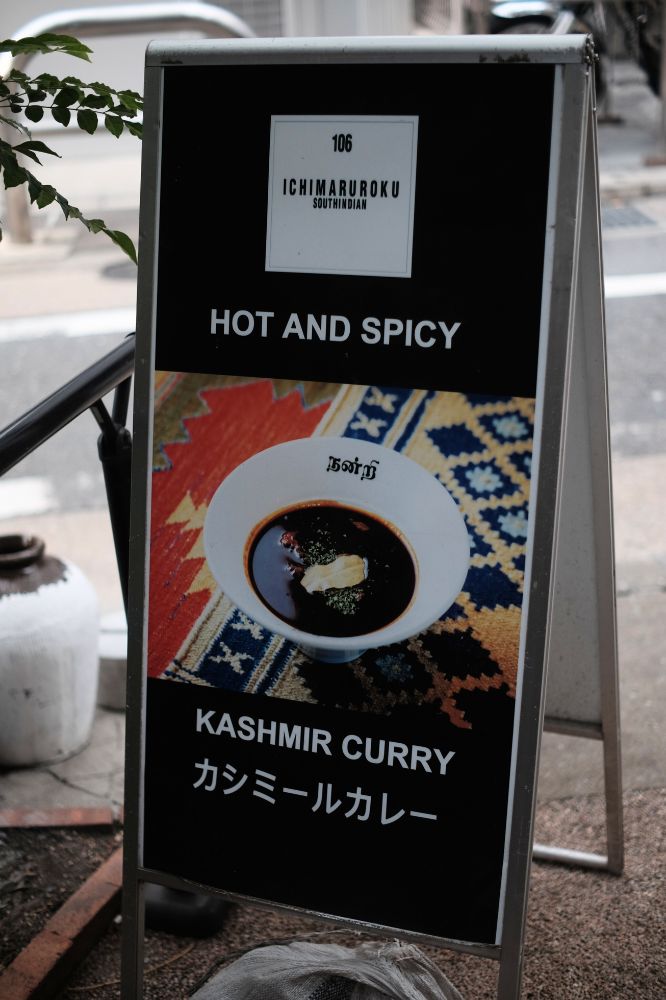 106
ICHIMARUROKU
SOUTHINDIAN
HOT AND SPICY
நன்றி
KASHMIR CURRY
カシミールカレー